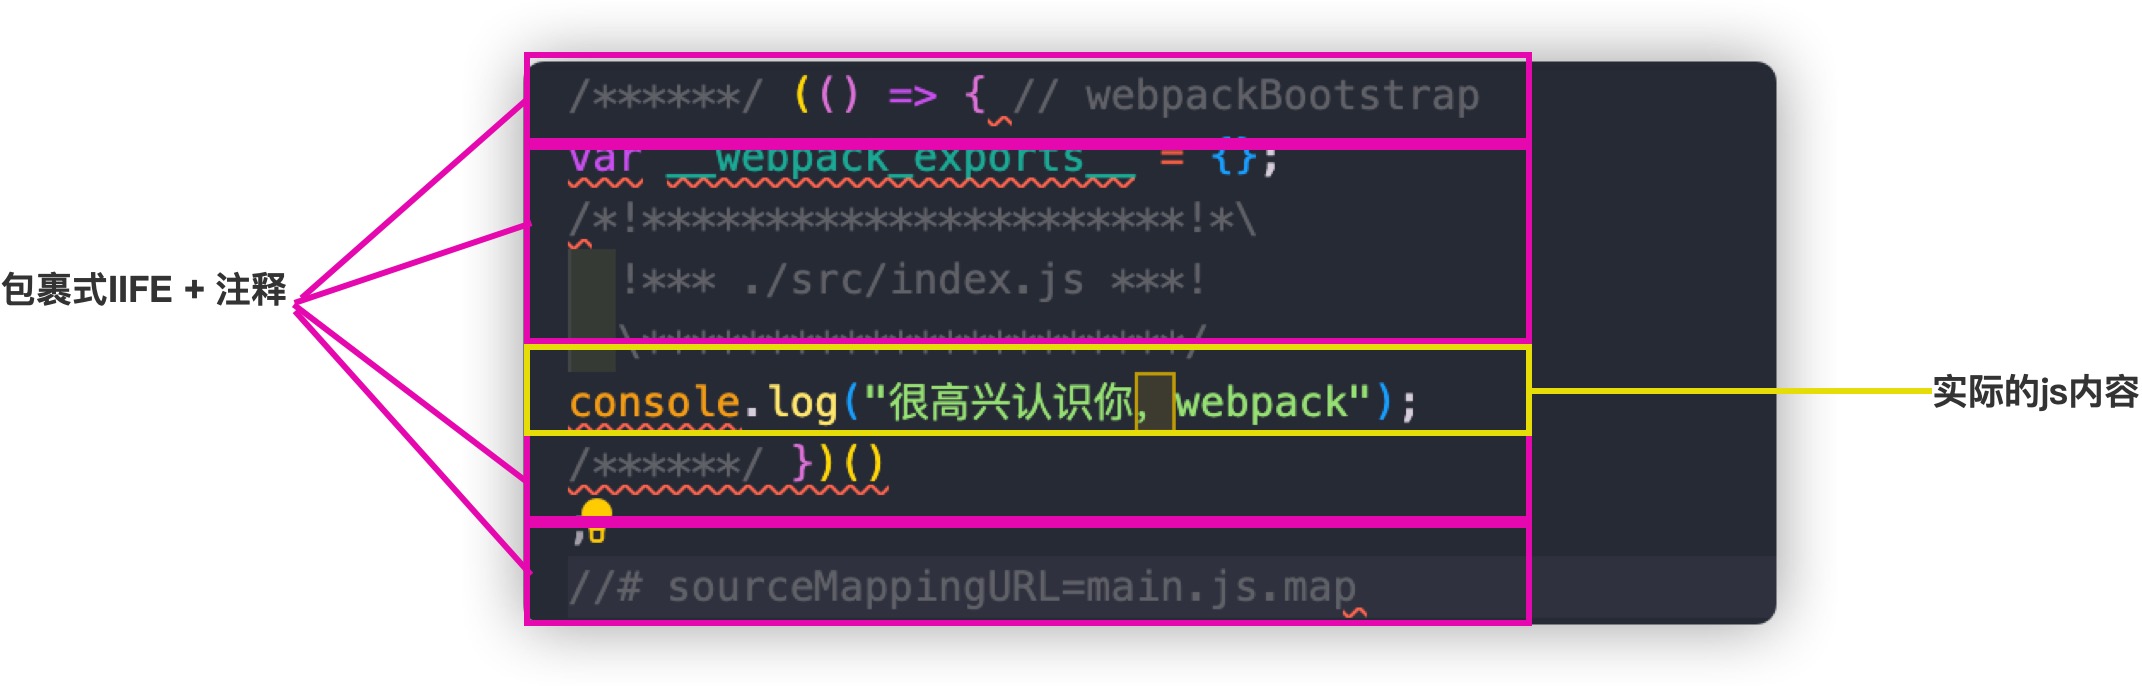 /******/ (() => { // webpackBootstrap
var __webpack_exports__ = {};
/*!**********************!*\
!*** ./src/index.js ***!
\**********************/
包裹式IIFE + 注释
console.log("很高兴认识你，webpack");
实际的js内容
/******/ })()
;
//# sourceMappingURL=main.js.map